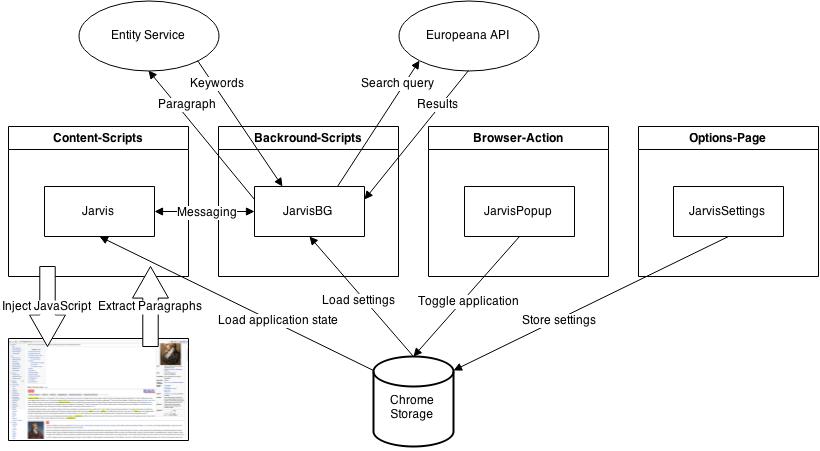 Entity Service
Europeana API
Keywords
Search query
Paragraph
Results
Content-Scripts
Backround-Scripts
Browser-Action
Options-Page
Jarvis
Messaging
JarvisBG
JarvisPopup
JarvisSettings
Inject JavaScript
Extract Paragraphs
Load settings
Toggle application
Load application state
Store settings
Chrome
Storage